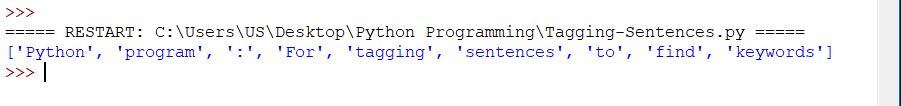 >>>
===== RESTART: C:\Users\US\Desktop\Python Programming\Tagging-Sentences.py =====
['Python', 'program', ':', 'For', 'tagging', 'sentences', 'to', 'find', 'keywords']
>>>